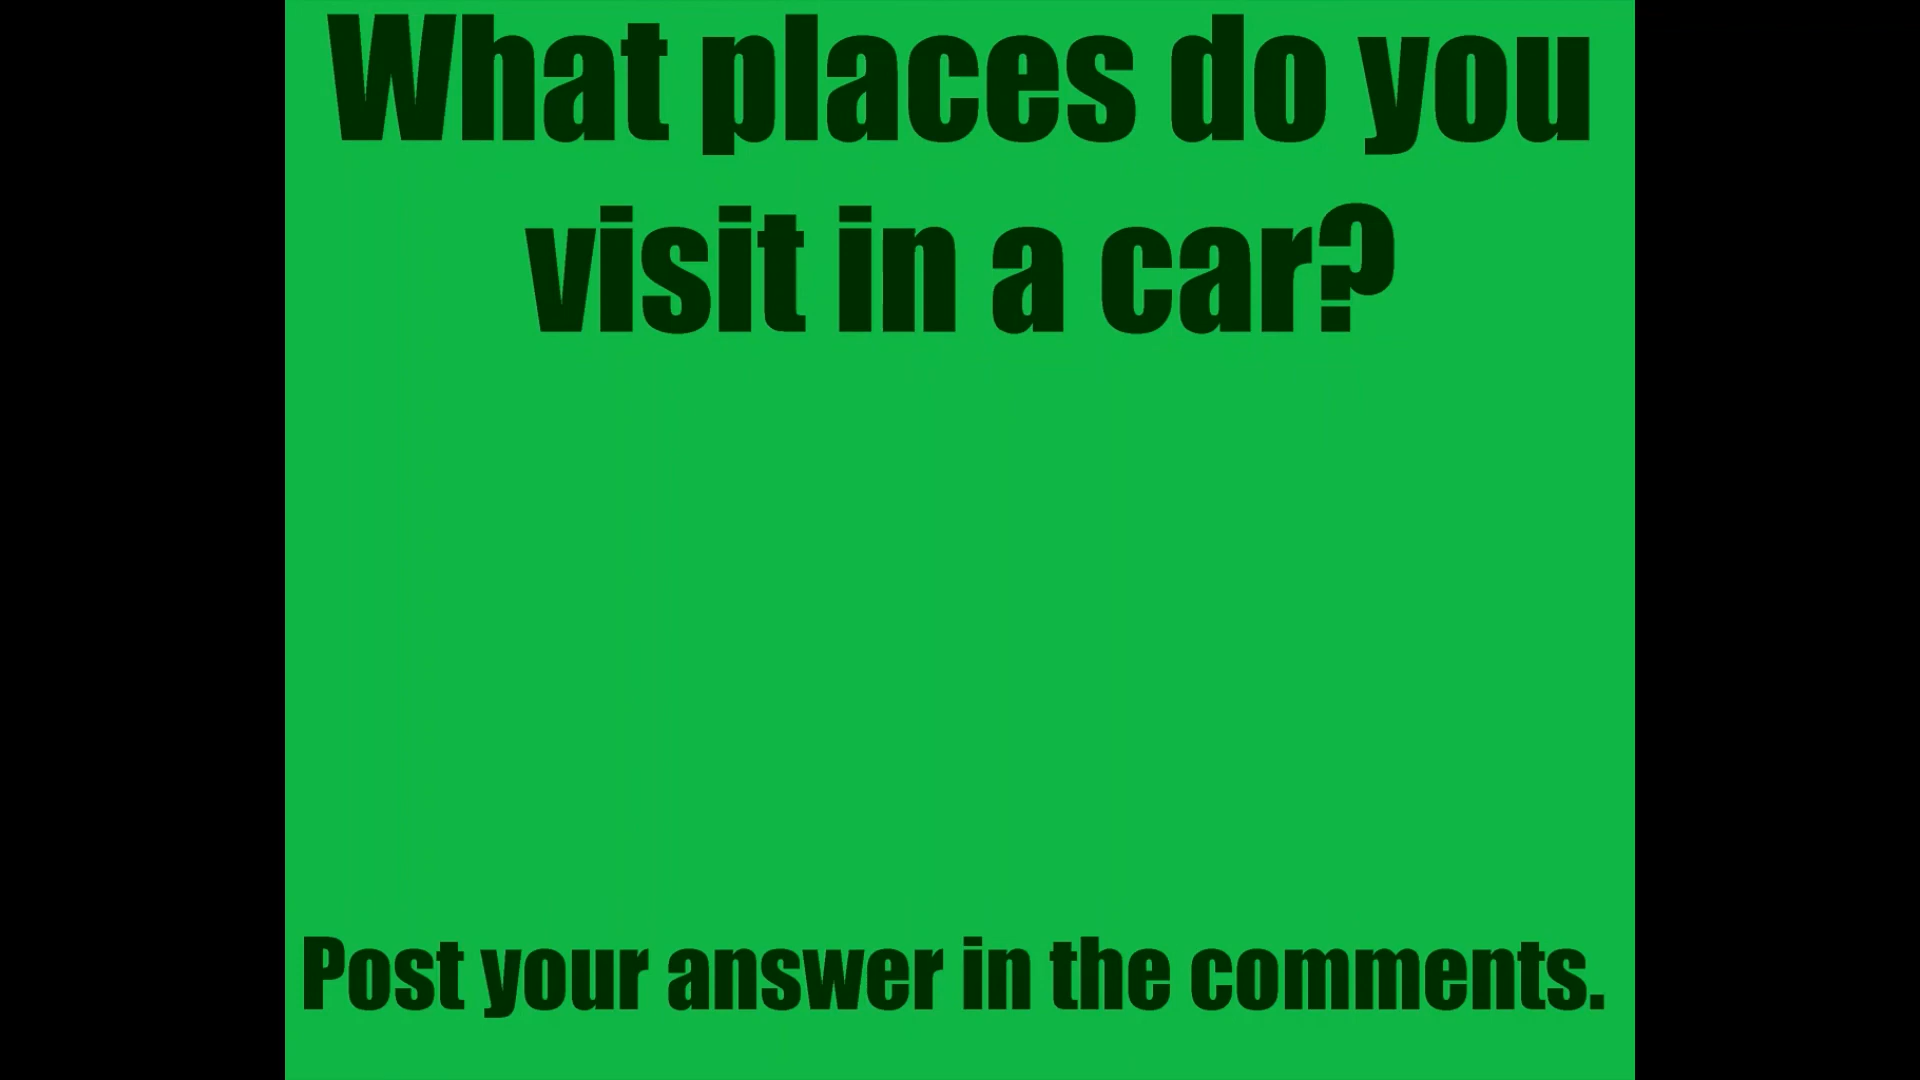 What places do you
visit in a car?
Post your answer in the comments.